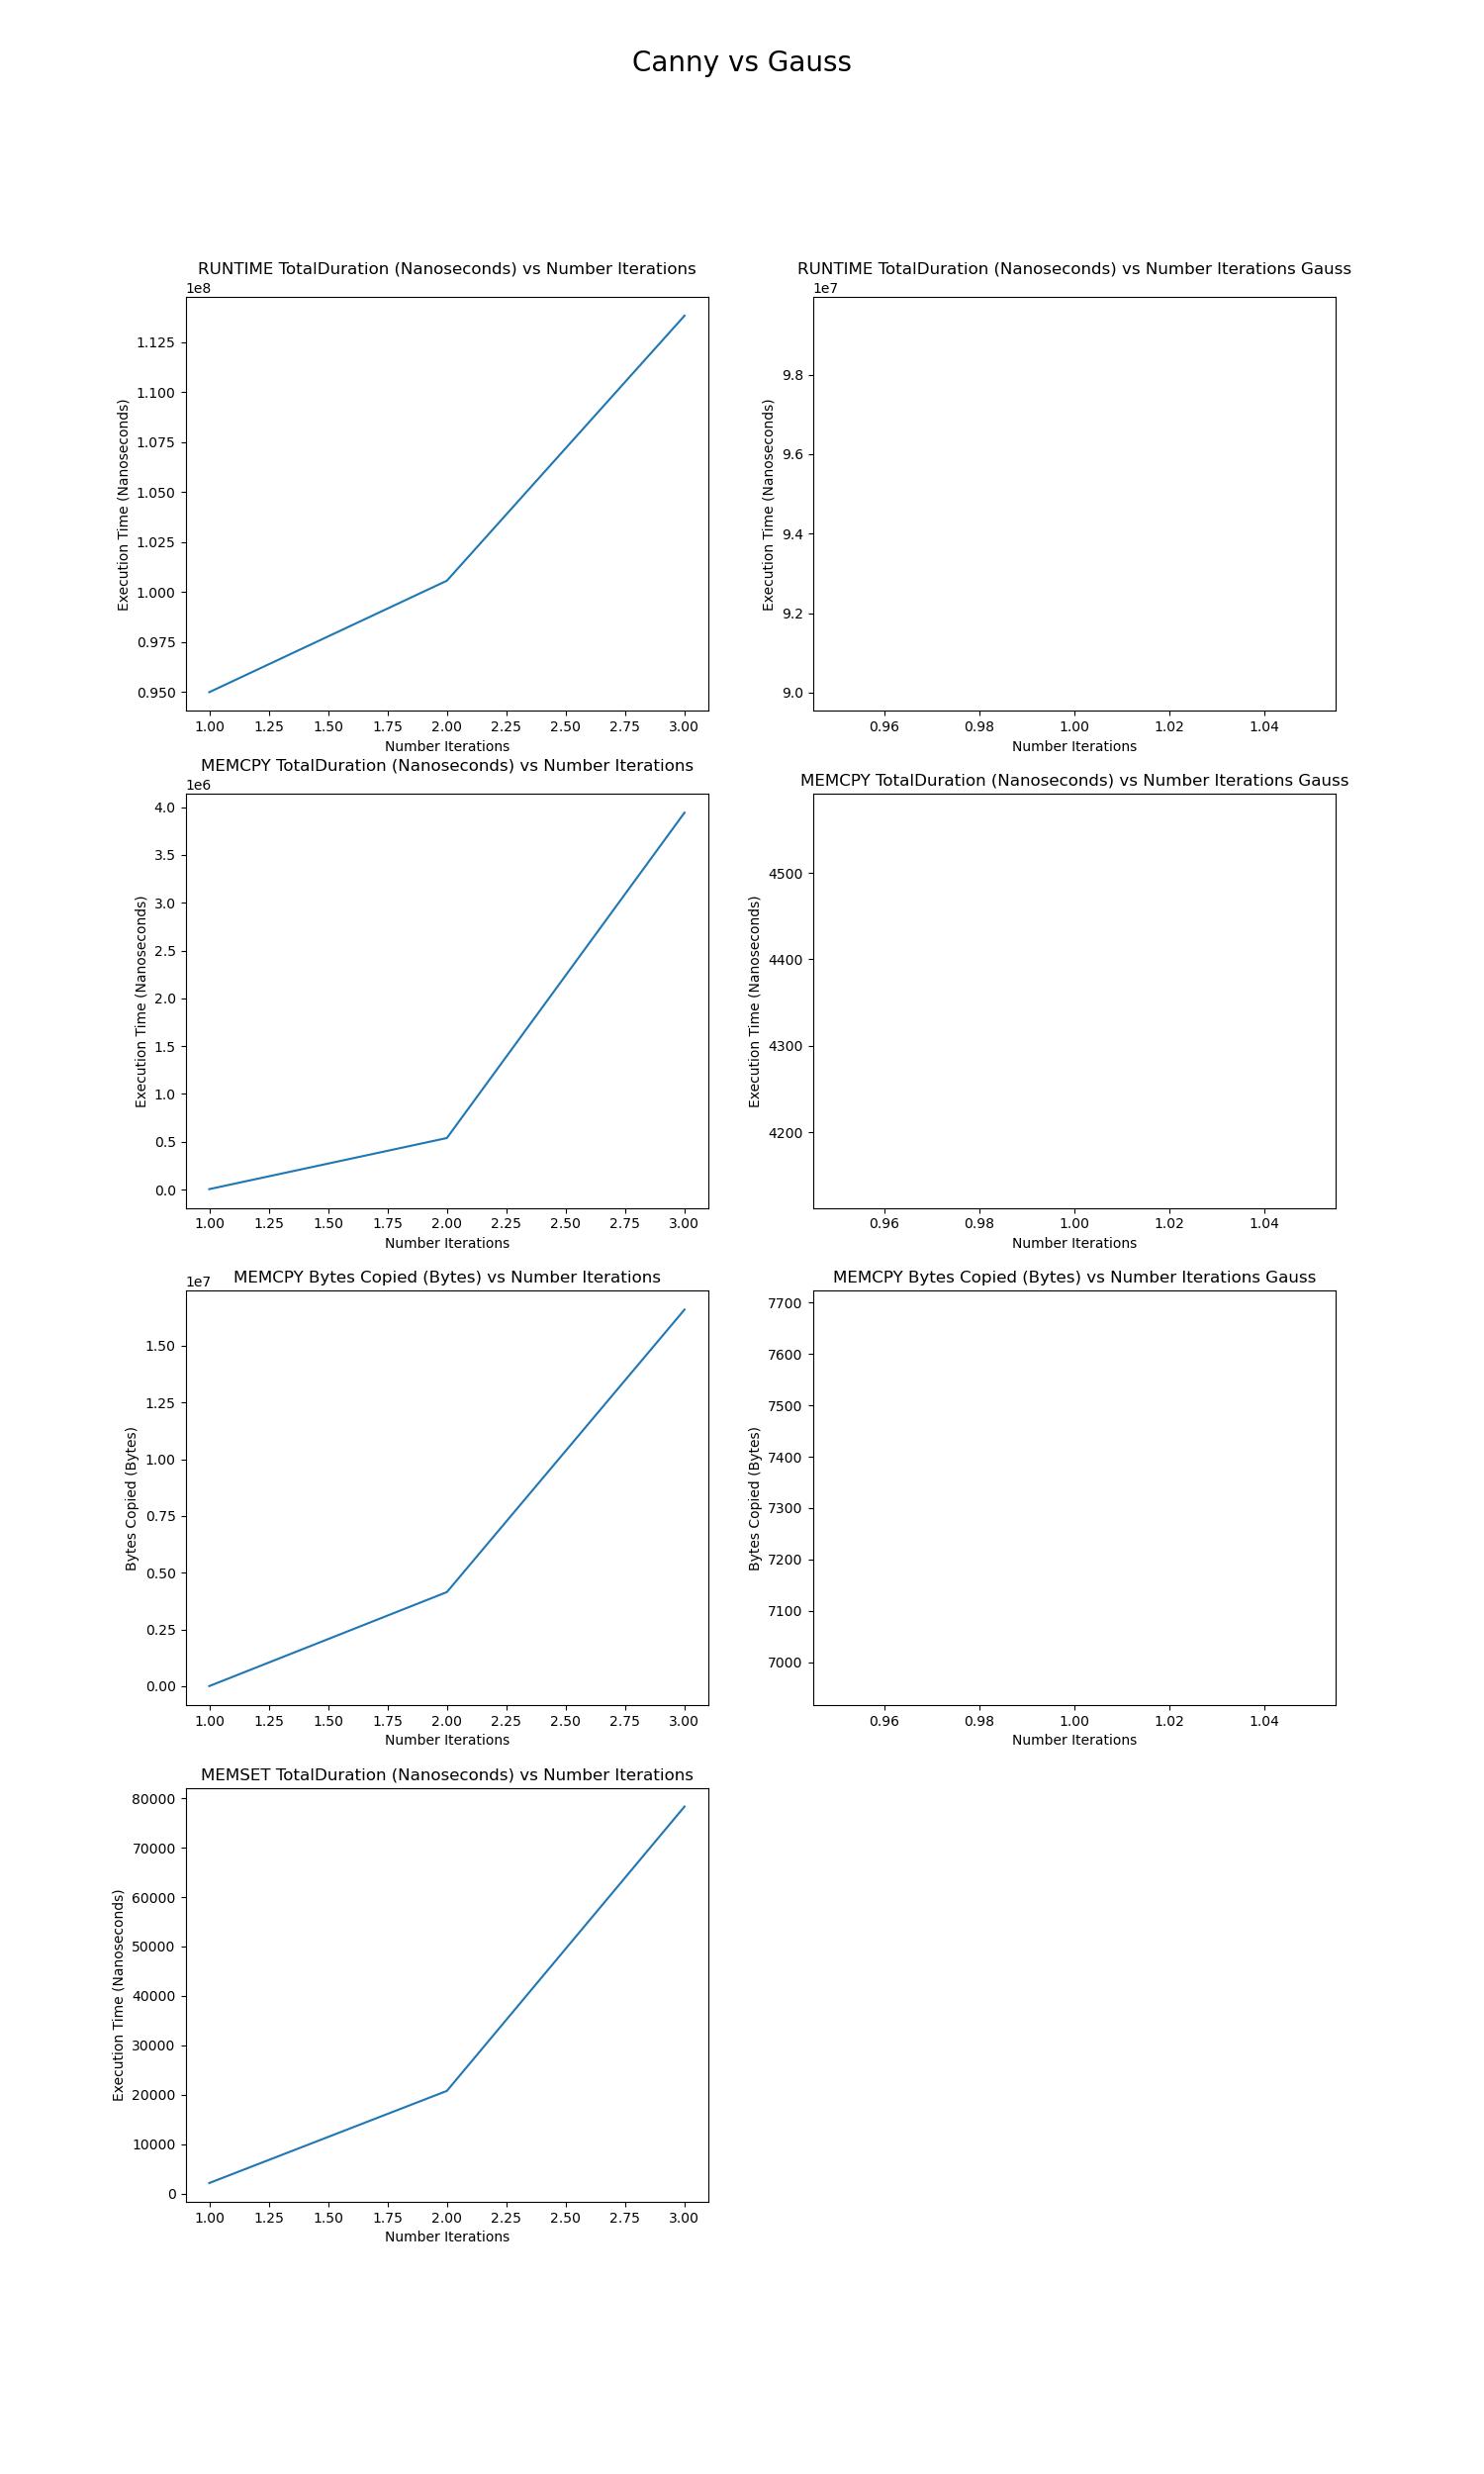 Canny vs Gauss
RUNTIME TotalDuration (Nanoseconds) vs Number Iterations
1e8
1.125
1.100
1.075
1.050
1.025
1.000
0.975
0.950
Execution Time (Nanoseconds)
1.00 1.25 1.50 1.75 2.00 2.25 2.50 2.75 3.00
Number Iterations
RUNTIME TotalDuration (Nanoseconds) vs Number Iterations Gauss
1e7
9.8
9.6
9.4
9.2
9.0
Execution Time (Nanoseconds)
0.96 0.98 1.00 1.02 1.04
Number Iterations
MEMCPY TotalDuration (Nanoseconds) vs Number Iterations
1e6
4.0
3.5
3.0
2.5
2.0
1.5
1.0
0.5
0.0
Execution Time (Nanoseconds)
1.00 1.25 1.50 1.75 2.00 2.25 2.50 2.75 3.00
Number Iterations
MEMCPY TotalDuration (Nanoseconds) vs Number Iterations Gauss
4500
4400
4300
4200
Execution Time (Nanoseconds)
0.96 0.98 1.00 1.02 1.04
Number Iterations
MEMCPY Bytes Copied (Bytes) vs Number Iterations
1e7
1.50
1.25
1.00
0.75
0.50
0.25
0.00
Bytes Copied (Bytes)
1.00 1.25 1.50 1.75 2.00 2.25 2.50 2.75 3.00
Number Iterations
MEMCPY Bytes Copied (Bytes) vs Number Iterations Gauss
7700
7600
7500
7400
7300
7200
7100
7000
Bytes Copied (Bytes)
0.96 0.98 1.00 1.02 1.04
Number Iterations
MEMSET TotalDuration (Nanoseconds) vs Number Iterations
80000
70000
60000
50000
40000
30000
20000
10000
0
Execution Time (Nanoseconds)
1.00 1.25 1.50 1.75 2.00 2.25 2.50 2.75 3.00
Number Iterations